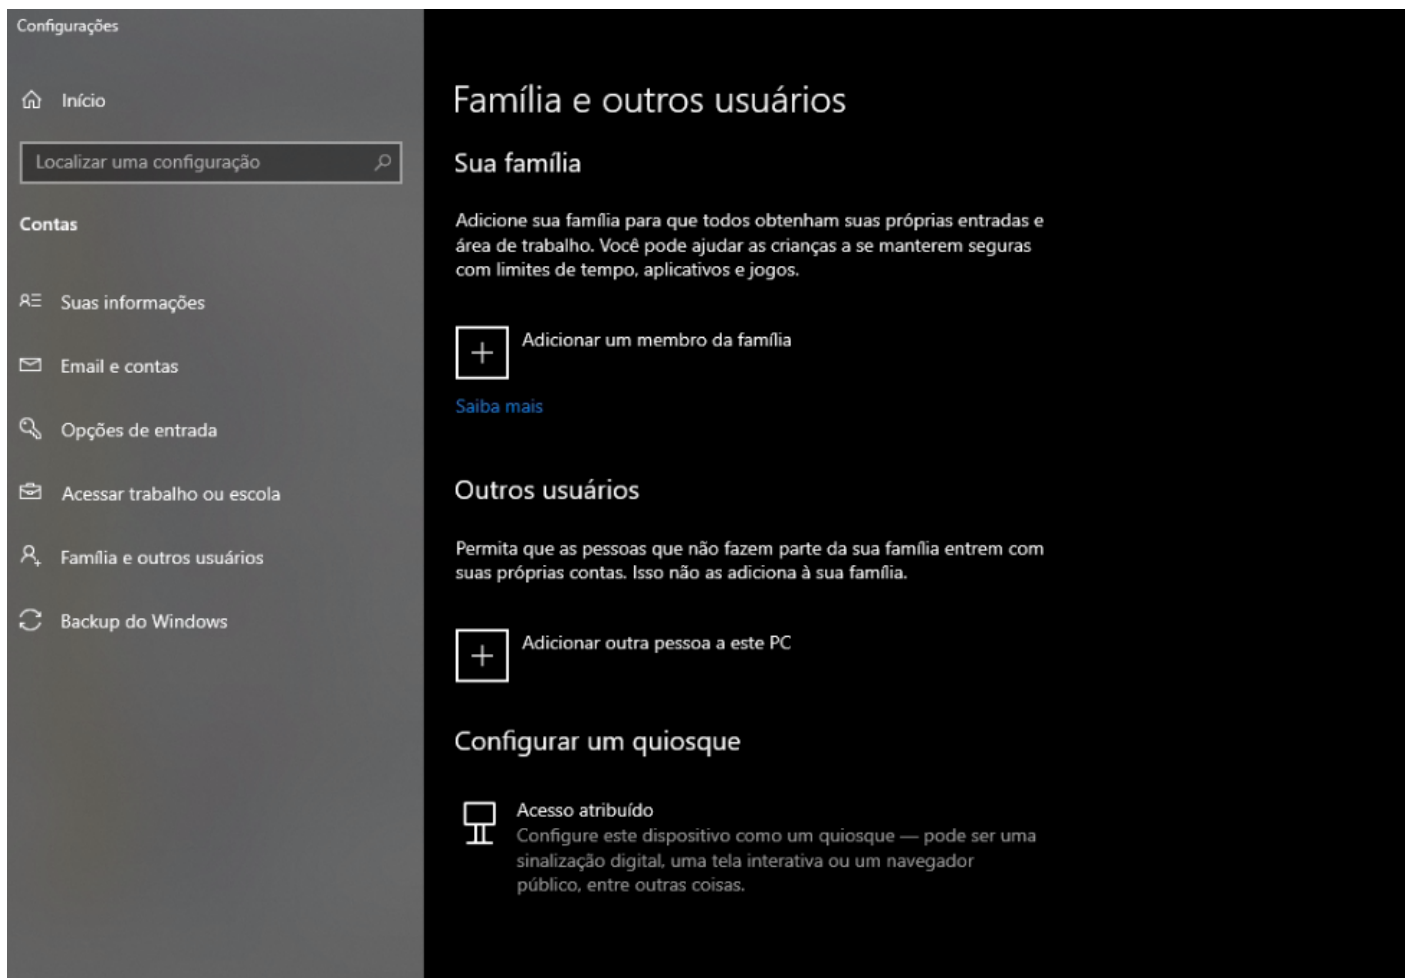 Configurações
Início
Localizar uma configuração
Contas
Suas informações
Email e contas
Opções de entrada
Acessar trabalho ou escola
Família e outros usuários
Backup do Windows
Família e outros usuários
Sua família
Adicione sua família para que todos obtenham suas próprias entradas e
área de trabalho. Você pode ajudar as crianças a se manterem seguras
com limites de tempo, aplicativos e jogos.
Adicionar um membro da família
Saiba mais
Outros usuários
Permita que as pessoas que não fazem parte da sua família entrem com
suas próprias contas. Isso não as adiciona à sua família.
Adicionar outra pessoa a este PC
Configurar um quiosque
Acesso atribuído
Configure este dispositivo como um quiosque — pode ser uma
sinalização digital, uma tela interativa ou um navegador
público, entre outras coisas.